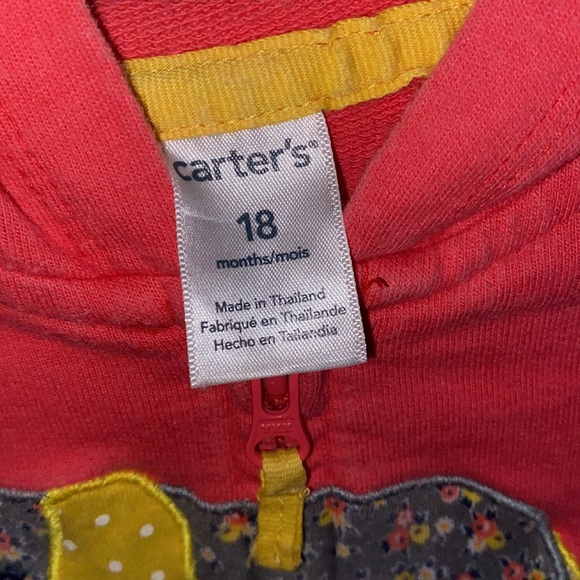 carter's®
18
months/mois
Made in Thailand
Fabriqué en Thaïlande
Hecho en Tailandia